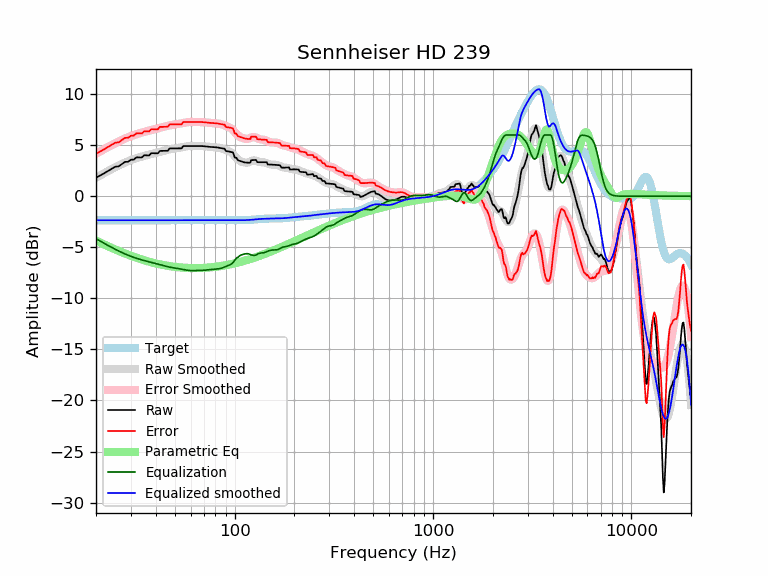 Sennheiser HD 239
10
5
0
−5
−10
−15
−20
−25
−30
Amplitude (dBr)
Target
Raw Smoothed
Error Smoothed
Raw
Error
Parametric Eq
Equalization
Equalized smoothed
100
1000
10000
Frequency (Hz)